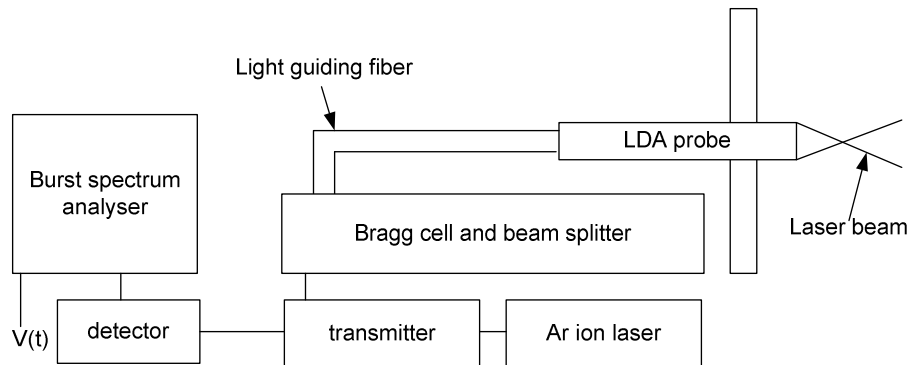 Light guiding fiber
LDA probe
Burst spectrum
analyser
Bragg cell and beam splitter
Laser beam
V(t)
detector
transmitter
Ar ion laser